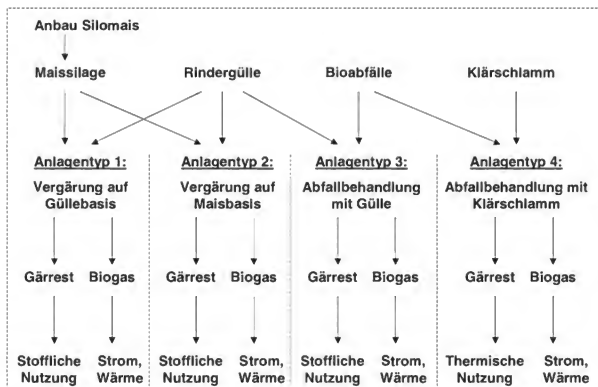 Anbau Silomais
Maissilage Rindergülle Bioabfälle Klärschlamm
Anlagentyp 1: Anlagentyp 2: Anlagentyp 3: Anlagentyp 4:
Vergärung auf Vergärung auf Abfallbehandlung Abfallbehandlung mit
Güllebasis Maisbasis mit Gülle Klärschlamm
Gärrest Biogas Gärrest Biogas Gärrest Biogas Gärrest Biogas
Stoffliche Strom, Stoffliche Strom, Stoffliche Strom, Thermische Strom,
Nutzung Wärme Nutzung Wärme Nutzung Wärme Nutzung Wärme